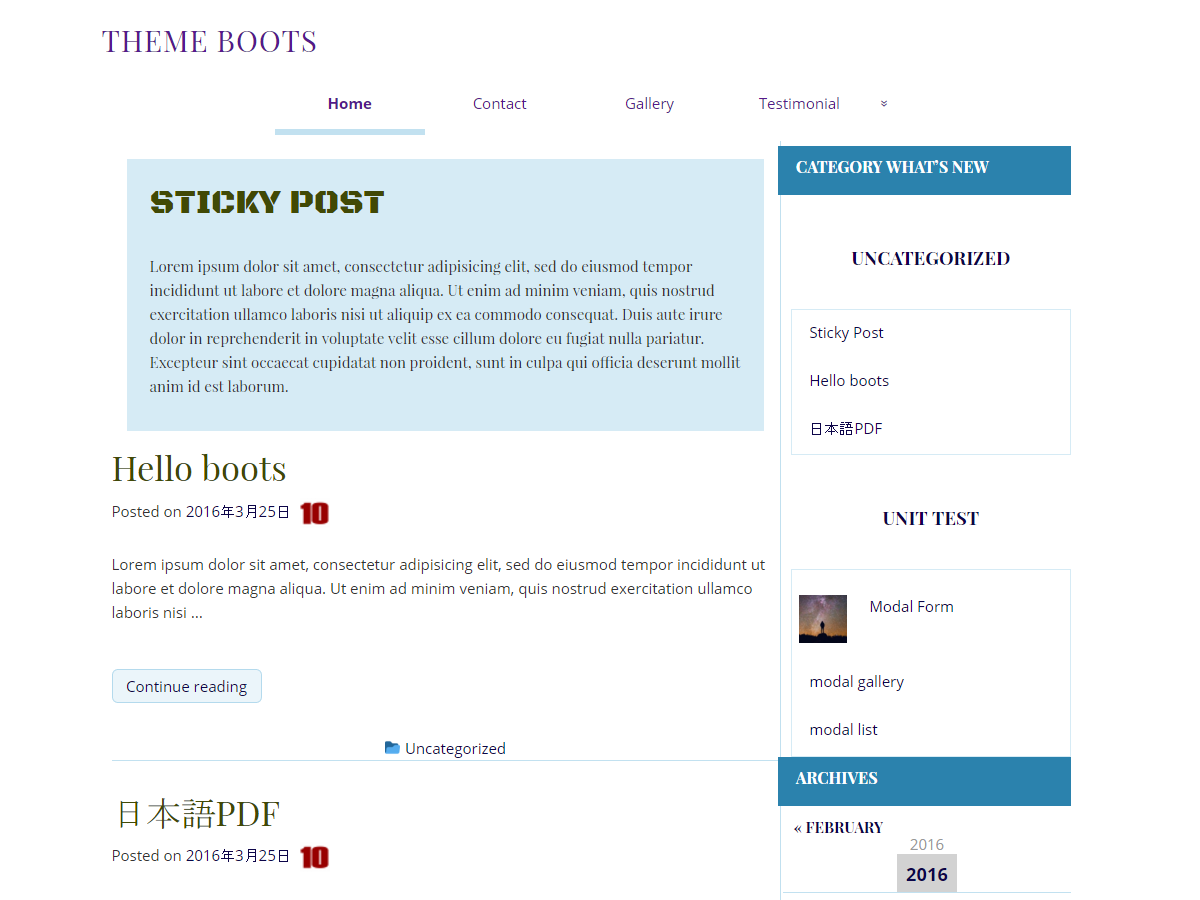 THEME BOOTS
Home Contact Gallery Testimonial
STICKY POST
Lorem ipsum dolor sit amet, consectetur adipisicing elit, sed do eiusmod tempor
incididunt ut labore et dolore magna aliqua. Ut enim ad minim veniam, quis nostrud
exercitation ullamco laboris nisi ut aliquip ex ea commodo consequat. Duis aute irure
dolor in reprehenderit in voluptate velit esse cillum dolore eu fugiat nulla pariatur.
Excepteur sint occaecat cupidatat non proident, sunt in culpa qui officia deserunt mollit
anim id est laborum.
Hello boots
Posted on 2016年3月25日 10
Lorem ipsum dolor sit amet, consectetur adipisicing elit, sed do eiusmod tempor incididunt ut
labore et dolore magna aliqua. Ut enim ad minim veniam, quis nostrud exercitation ullamco
laboris nisi ...
Continue reading
Uncategorized
日本語PDF
Posted on 2016年3月25日 10
CATEGORY WHAT'S NEW
UNCATEGORIZED
Sticky Post
Hello boots
日本語PDF
UNIT TEST
Modal Form
modal gallery
modal list
ARCHIVES
« FEBRUARY
2016
2016